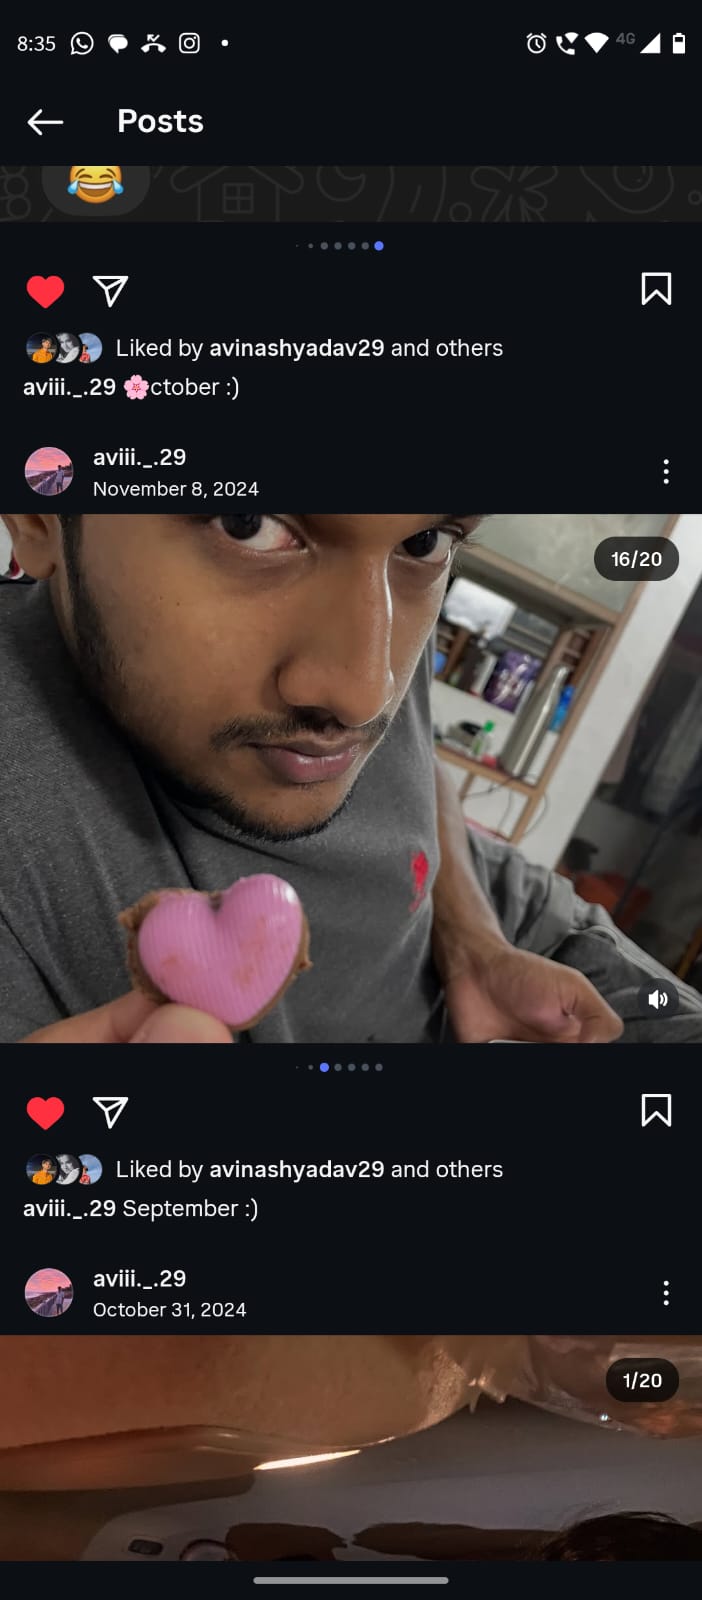 8:35
4G
Posts
Liked by avinashyadav29 and others
aviii._.29 🌸ctober :)
aviii._.29
November 8, 2024
16/20
Liked by avinashyadav29 and others
aviii._.29 September :)
aviii._.29
October 31, 2024
1/20